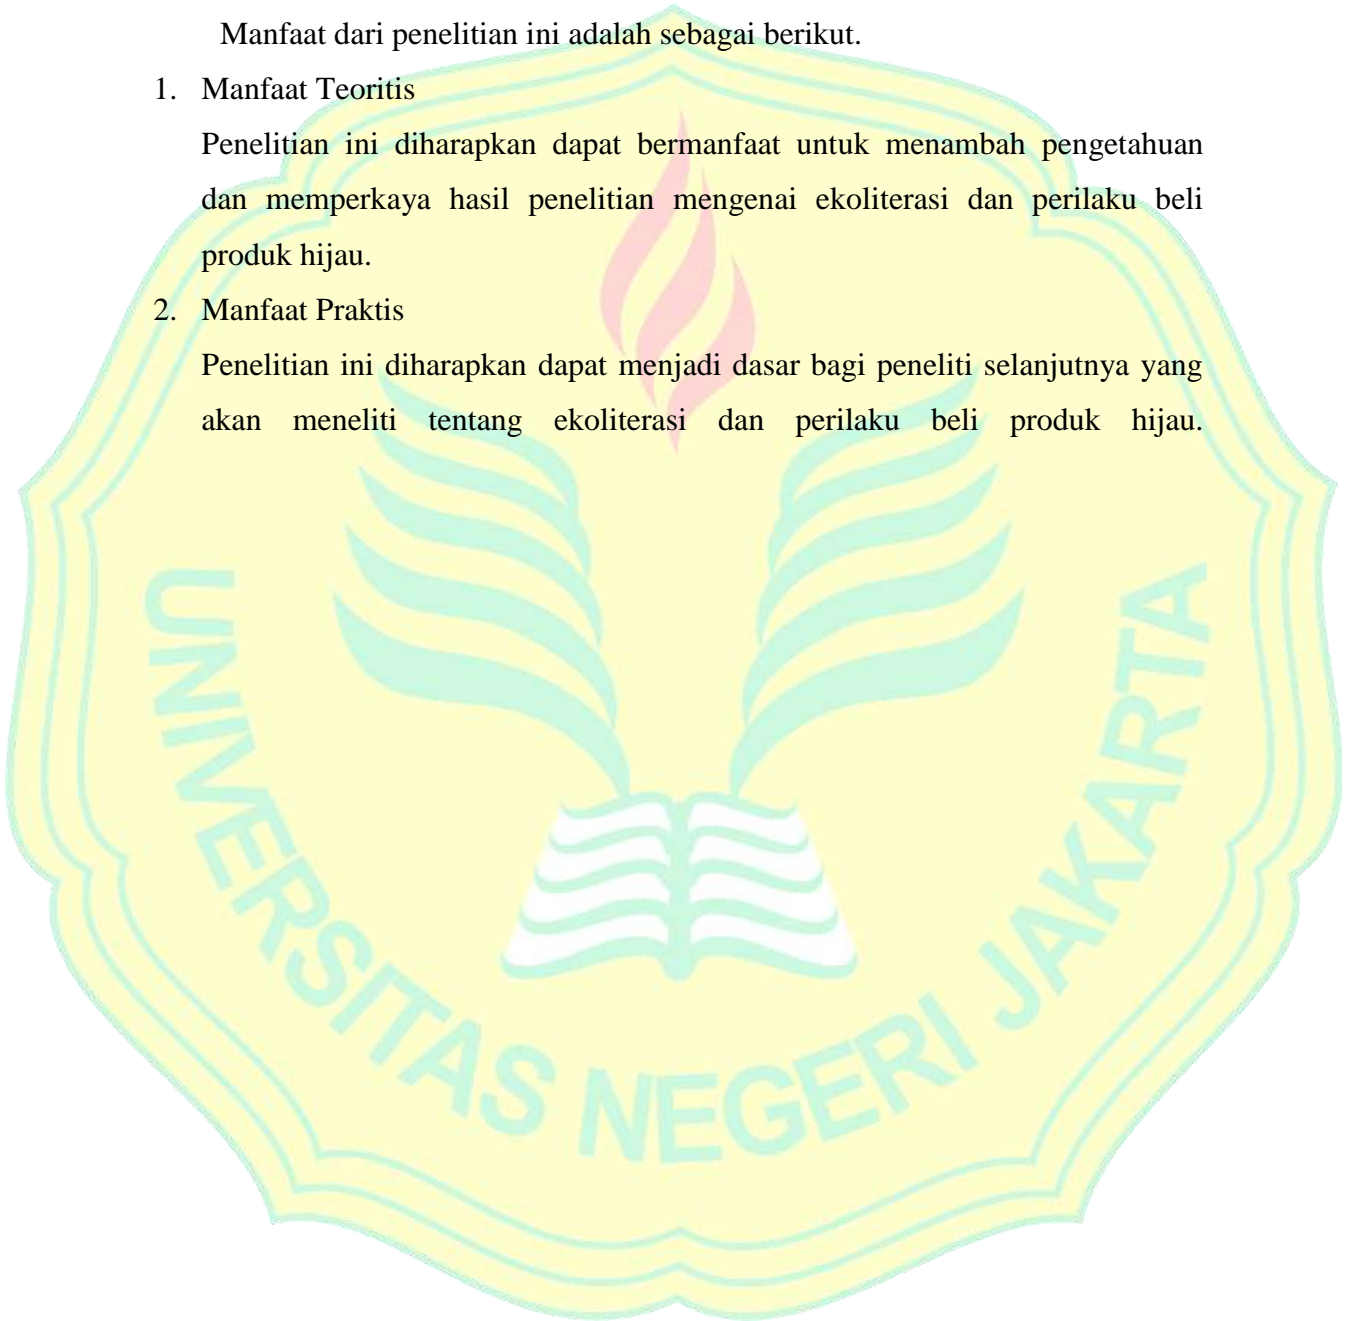 Manfaat dari penelitian ini adalah sebagai berikut.
1. Manfaat Teoritis
Penelitian ini diharapkan dapat bermanfaat untuk menambah pengetahuan
dan memperkaya hasil penelitian mengenai ekoliterasi dan perilaku beli
produk hijau.
2. Manfaat Praktis
Penelitian ini diharapkan dapat menjadi dasar bagi peneliti selanjutnya yang
akan meneliti tentang ekoliterasi dan perilaku beli produk hijau.
UNIVERSITAS NEGERI JAKARTA